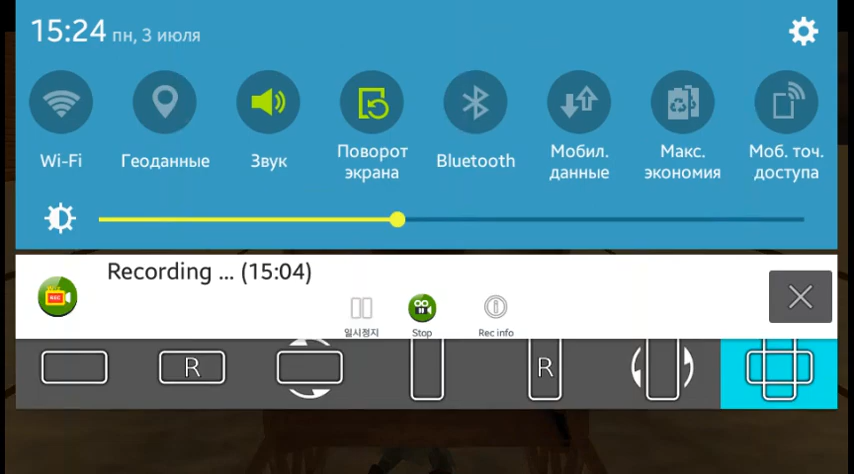 15:24 пн, 3 июля
Wi-Fi
Геоданные
Звук
Поворот
экрана
Bluetooth
Мобил.
данные
Макс.
экономия
Моб. точ.
доступа
Recording ... (15:04)
REC
일시정지
Stop
Rec info
R
R